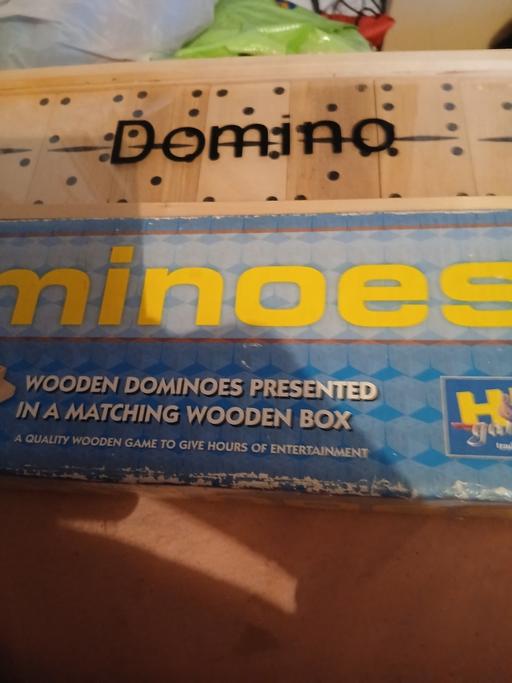 Domino
minoes
WOODEN DOMINOES PRESENTED
IN A MATCHING WOODEN BOX
A QUALITY WOODEN GAME TO GIVE HOURS OF ENTERTAINMENT
H